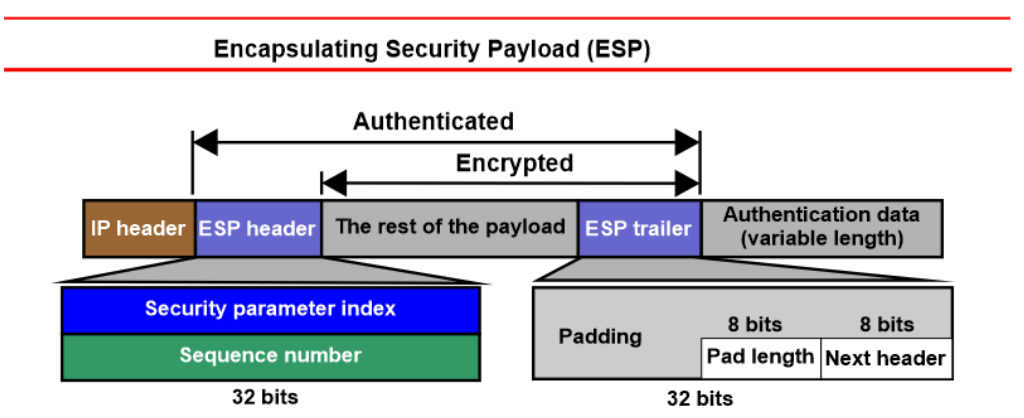 Encapsulating Security Payload (ESP)
Authenticated
Encrypted
IP header
ESP header
The rest of the payload
ESP trailer
Authentication data
(variable length)
Security parameter index
Sequence number
32 bits
Padding
8 bits
8 bits
Pad length
Next header
32 bits